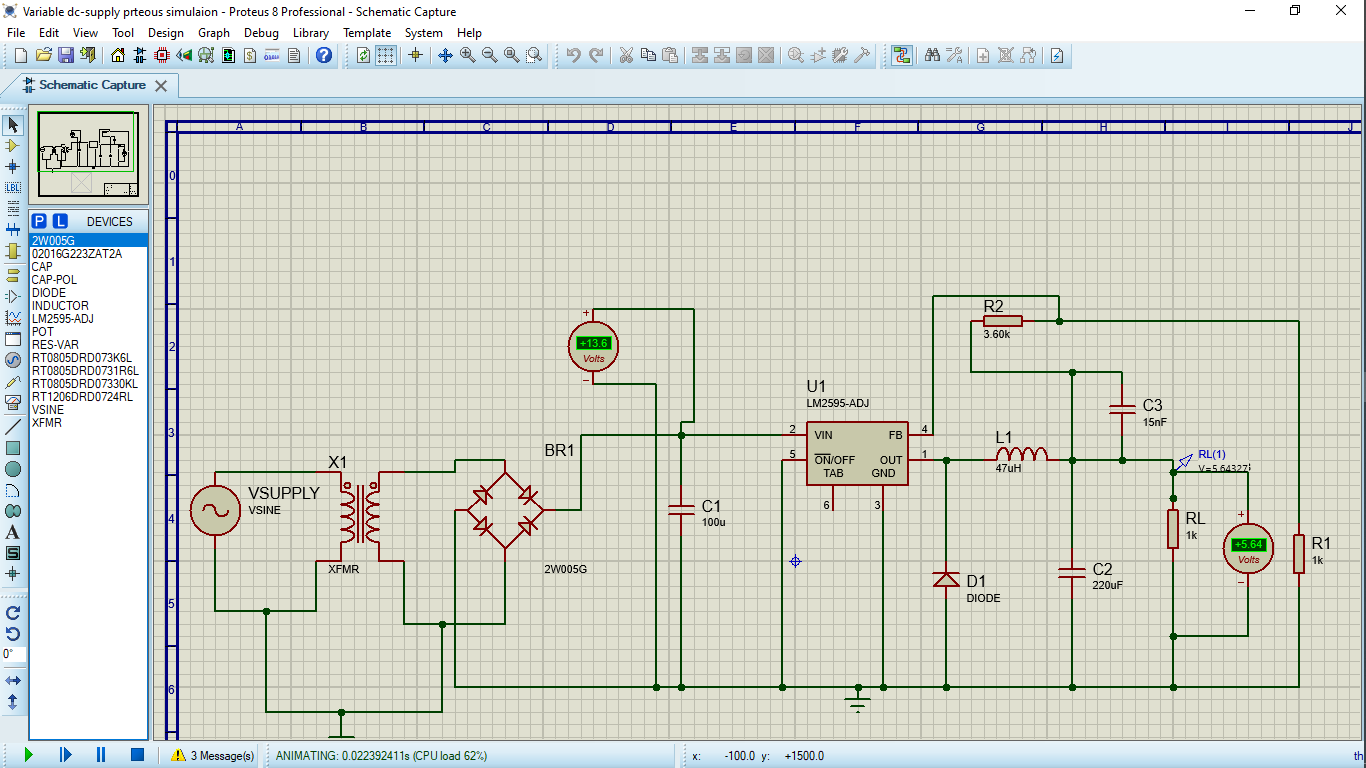 Variable dc-supply prteous simulaion - Proteus 8 Professional - Schematic Capture
File Edit View Tool Design Graph Debug Library Template System Help
Schematic Capture
P L DEVICES
2W005G
02016G223ZAT2A
CAP
CAP-POL
DIODE
INDUCTOR
LM2595-ADJ
POT
RES-VAR
RT0805DRD073K6L
RT0805DRD0731R6L
RT0805DRD07330KL
RT1206DRD0724RL
VSINE
XFMR
LBL
A
S
0°
A B C D E F G H I J
0
1
2
3
4
5
6
R2
3.60k
+
+13.6
Volts
−
U1
LM2595-ADJ
C3
15nF
2 VIN FB 4
5 ON/OFF OUT 1
TAB GND
6 3
L1
47uH
RL(1)
V=5.64327
BR1
X1
VSUPPLY
VSINE
C1
100u
RL
1k
+
+5.64
Volts
−
R1
1k
XFMR
2W005G
D1
DIODE
C2
220uF
3 Message(s)
ANIMATING: 0.022392411s (CPU load 62%)
x: -100.0 y: +1500.0
th